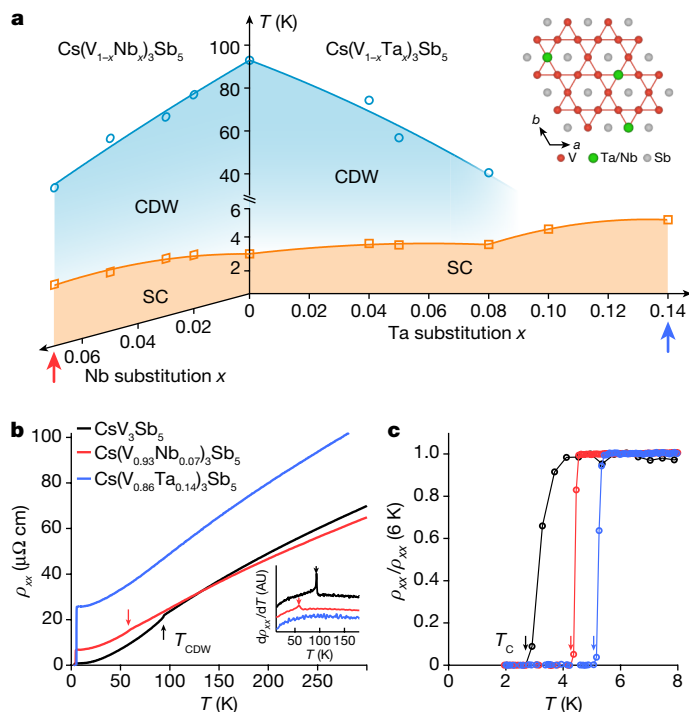 a
T (K)
Cs(V₁₋ₓNbₓ)₃Sb₅
Cs(V₁₋ₓTaₓ)₃Sb₅
100
80
60
40
6
4
2
CDW
CDW
SC
SC
b
a
V
Ta/Nb
Sb
0
0.02
0.04
0.06
0.08
0.10
0.12
0.14
Ta substitution x
0.02
0.04
0.06
Nb substitution x
b
CsV₃Sb₅
Cs(V₀.₉₃Nb₀.₀₇)₃Sb₅
Cs(V₀.₈₆Ta₀.₁₄)₃Sb₅
100
80
60
40
20
0
ρₓₓ (μΩ cm)
T_CDW
dρₓₓ/dT (AU)
50 100 150
T (K)
0 50 100 150 200 250
T (K)
c
1.0
0.8
0.6
0.4
0.2
0
ρₓₓ/ρₓₓ (6 K)
T_C
0 2 4 6 8
T (K)